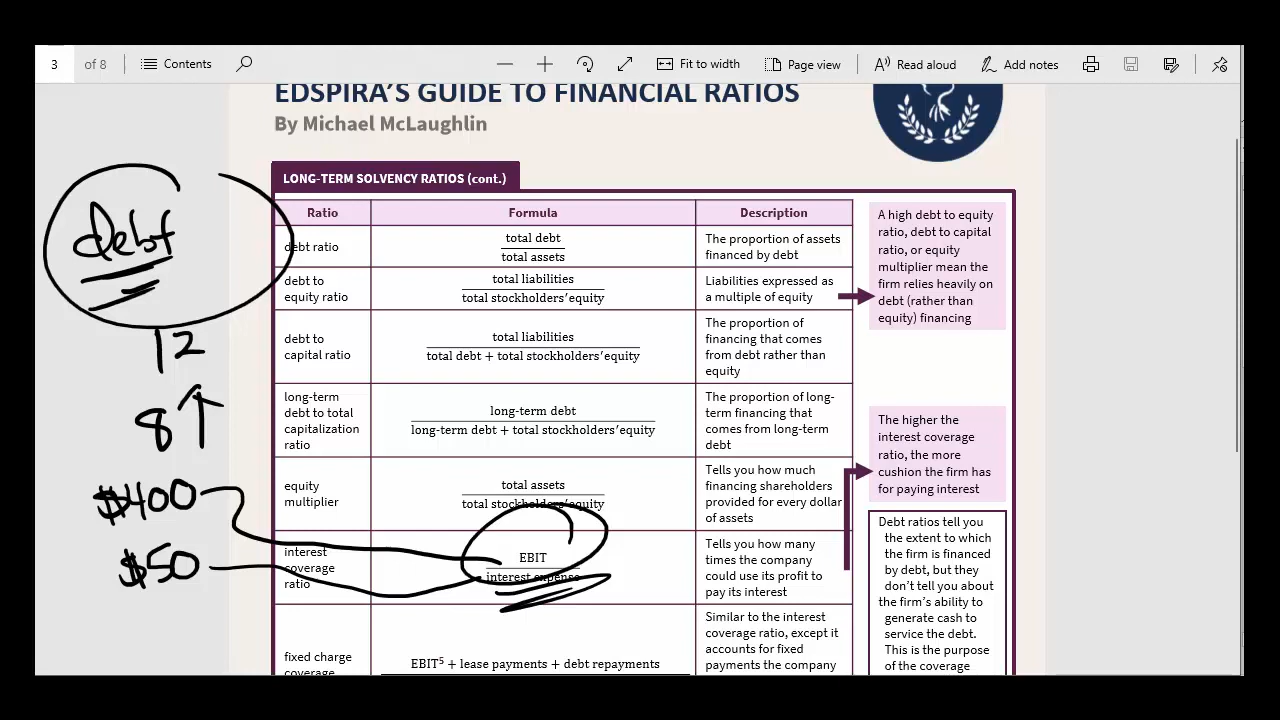 3 of 8 Contents Fit to width Page view Read aloud Add notes
EDSPIRA'S GUIDE TO FINANCIAL RATIOS
By Michael McLaughlin
LONG-TERM SOLVENCY RATIOS (cont.)
Ratio Formula Description
debt ratio
total debt
total assets
The proportion of assets
financed by debt
debt to
equity ratio
total liabilities
total stockholders'equity
Liabilities expressed as
a multiple of equity
debt to
capital ratio
total liabilities
total debt + total stockholders'equity
The proportion of
financing that comes
from debt rather than
equity
long-term
debt to total
capitalization
ratio
long-term debt
long-term debt + total stockholders'equity
The proportion of long-
term financing that
comes from long-term
debt
equity
multiplier
total assets
total stockholders'equity
Tells you how much
financing shareholders
provided for every dollar
of assets
interest
coverage
ratio
EBIT
interest expense
Tells you how many
times the company
could use its profit to
pay its interest
fixed charge
coverage
EBIT⁵ + lease payments + debt repayments
Similar to the interest
coverage ratio, except it
accounts for fixed
payments the company
A high debt to equity
ratio, debt to capital
ratio, or equity
multiplier mean the
firm relies heavily on
debt (rather than
equity) financing
The higher the
interest coverage
ratio, the more
cushion the firm has
for paying interest
Debt ratios tell you
the extent to which
the firm is financed
by debt, but they
don't tell you about
the firm's ability to
generate cash to
service the debt.
This is the purpose
of the coverage
debt
12
8↑
$400
$50